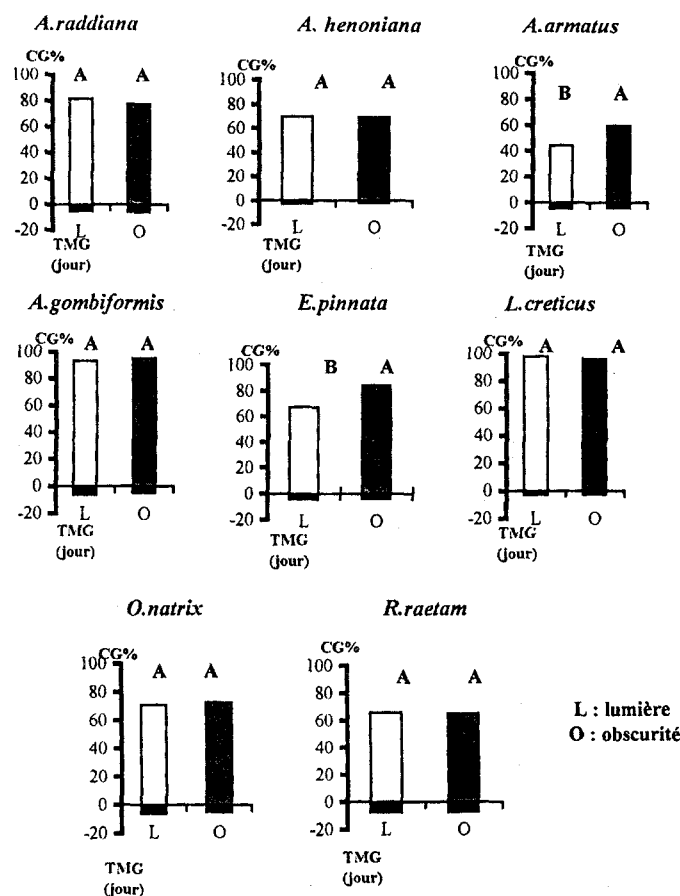 A.raddiana
CG%
A A
100
80
60
40
20
0
-20
L O
TMG
(jour)
A. henoniana
CG%
A A
100
80
60
40
20
0
-20
L O
TMG
(jour)
A.armatus
CG%
B A
100
80
60
40
20
0
-20
L O
TMG
(jour)
A.gombiformis
CG% A A
100
80
60
40
20
0
-20
L O
TMG
(jour)
E.pinnata
CG%
B A
100
80
60
40
20
0
-20
L O
TMG
(jour)
L.creticus
CG% A A
100
80
60
40
20
0
-20
L O
TMG
(jour)
O.natrix
CG%
A A
100
80
60
40
20
0
-20
L O
TMG
(jour)
R.raetam
CG%
A A
100
80
60
40
20
0
-20
L O
TMG
(jour)
L : lumière
O : obscurité